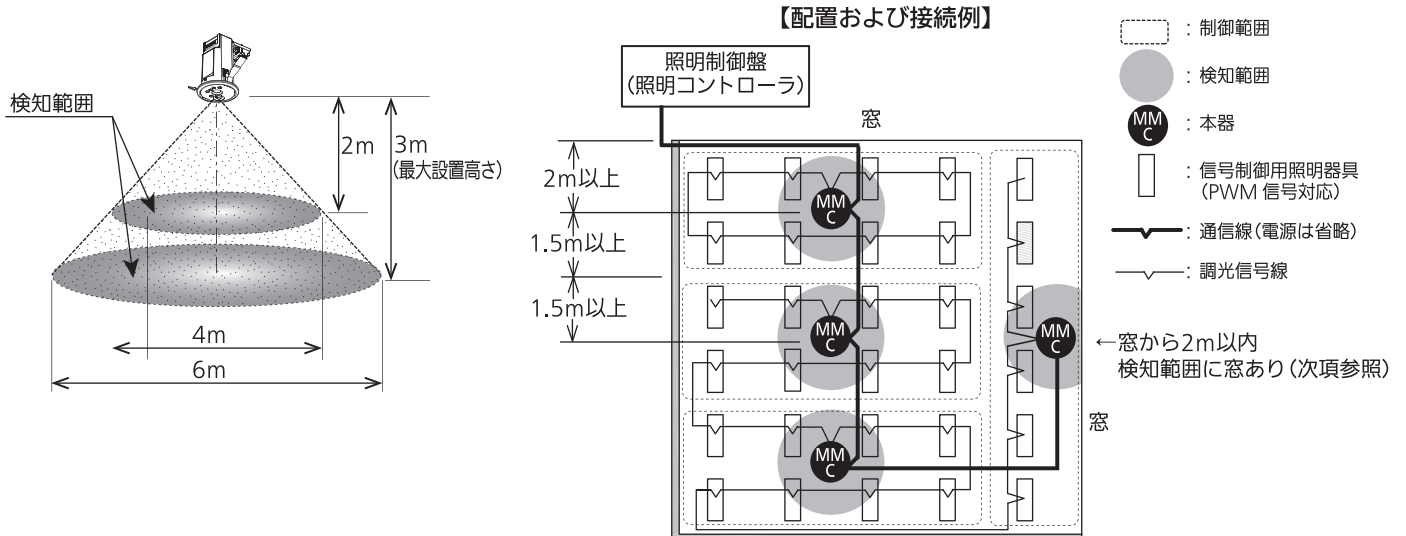 検知範囲
2m
3m
(最大設置高さ)
4m
6m
【配置および接続例】
照明制御盤
(照明コントローラ)
窓
2m以上
1.5m以上
1.5m以上
MM
C
MM
C
MM
C
MM
C
窓
←窓から2m以内
検知範囲に窓あり(次項参照)
：制御範囲
：検知範囲
MM
C
：本器
：信号制御用照明器具
(PWM 信号対応)
：通信線(電源は省略)
：調光信号線